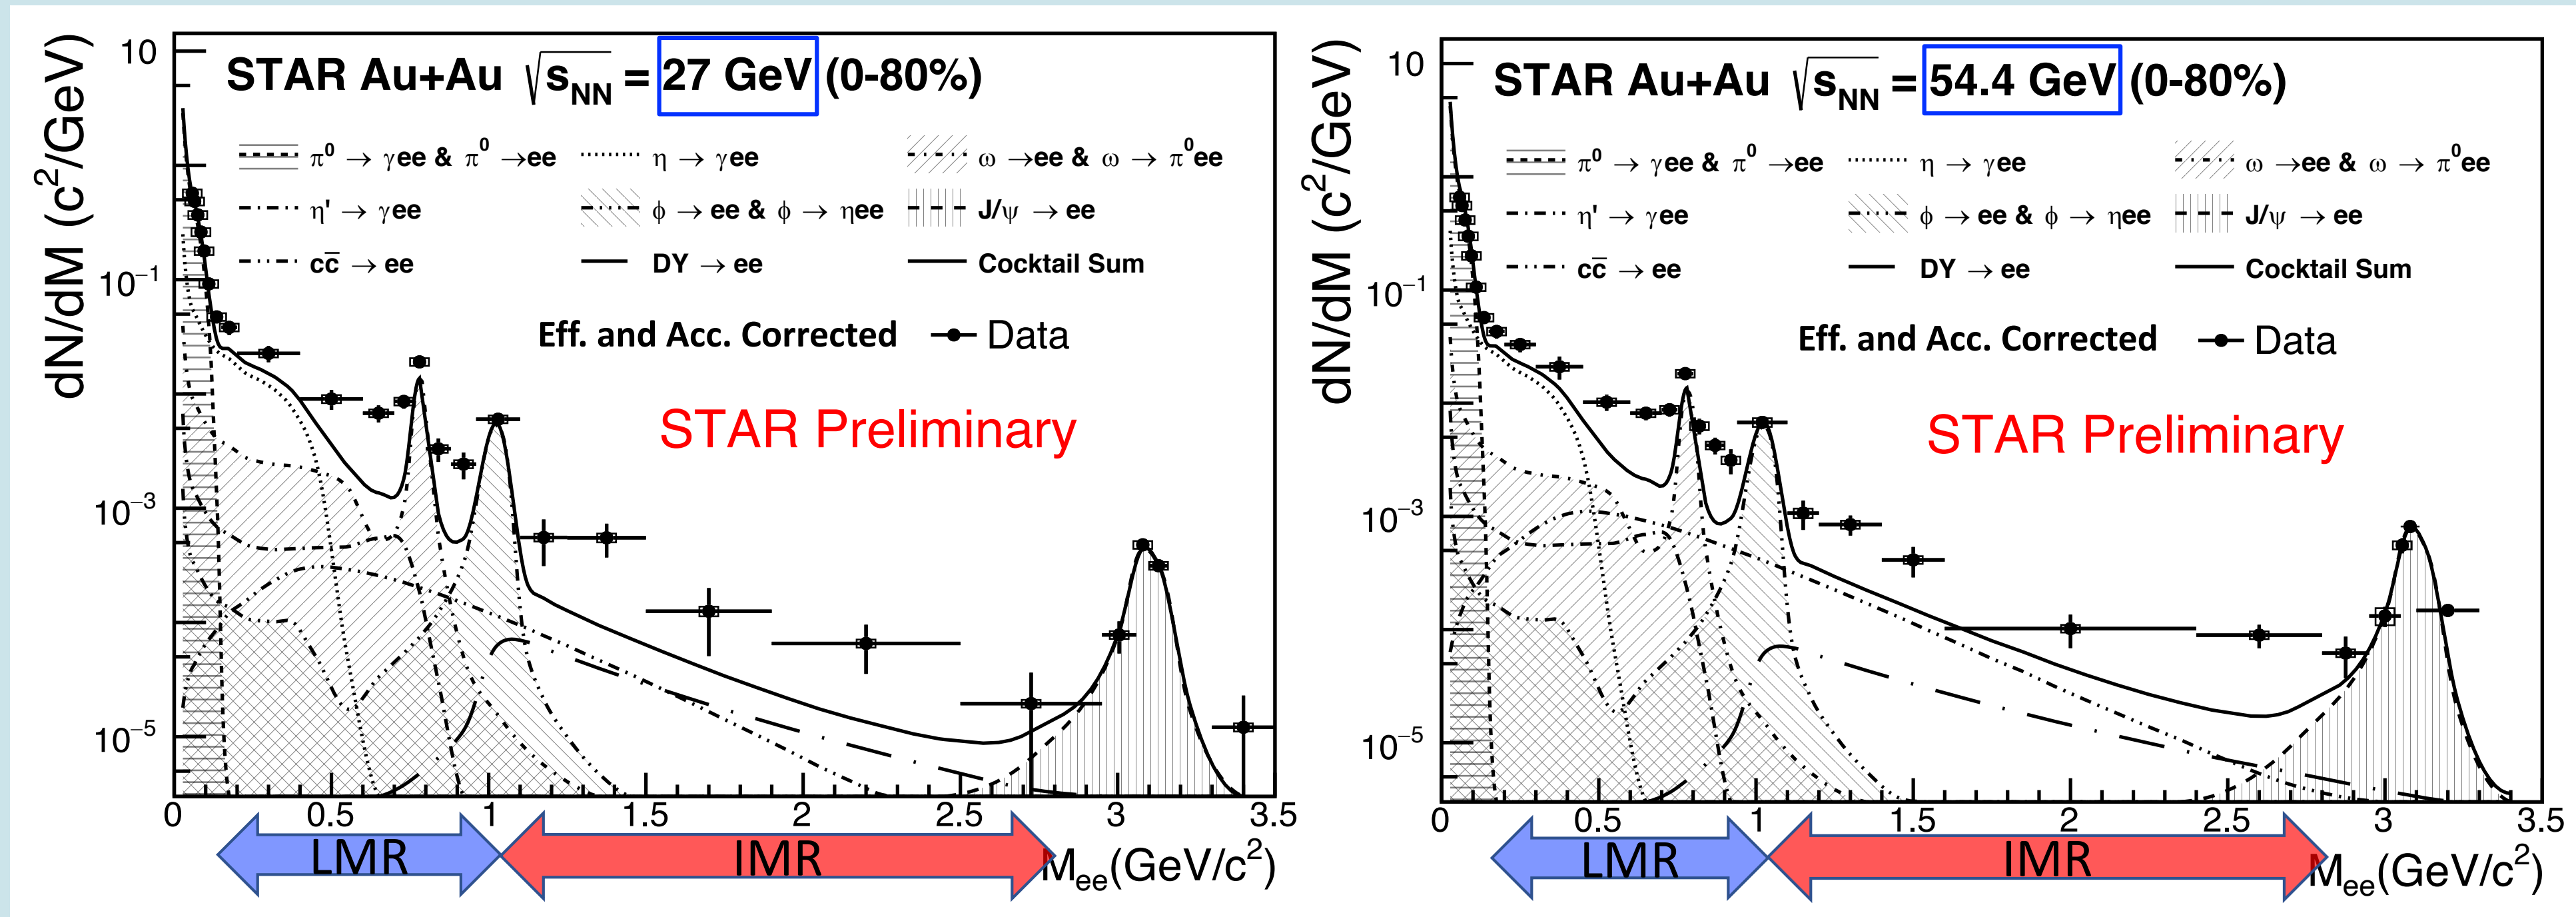 STAR Au+Au √s_NN = 27 GeV (0-80%)
π⁰ → γee & π⁰ →ee
η → γee
ω →ee & ω → π⁰ee
η' → γee
ϕ → ee & ϕ → ηee
J/ψ → ee
cc̅ → ee
DY → ee
Cocktail Sum
Eff. and Acc. Corrected
Data
STAR Preliminary
dN/dM (c²/GeV)
10
10⁻¹
10⁻³
10⁻⁵
0 0.5 1 1.5 2 2.5 3 3.5
LMR
IMR
M_ee(GeV/c²)
STAR Au+Au √s_NN = 54.4 GeV (0-80%)
π⁰ → γee & π⁰ →ee
η → γee
ω →ee & ω → π⁰ee
η' → γee
ϕ → ee & ϕ → ηee
J/ψ → ee
cc̅ → ee
DY → ee
Cocktail Sum
Eff. and Acc. Corrected
Data
STAR Preliminary
dN/dM (c²/GeV)
10
10⁻¹
10⁻³
10⁻⁵
0 0.5 1 1.5 2 2.5 3 3.5
LMR
IMR
M_ee(GeV/c²)